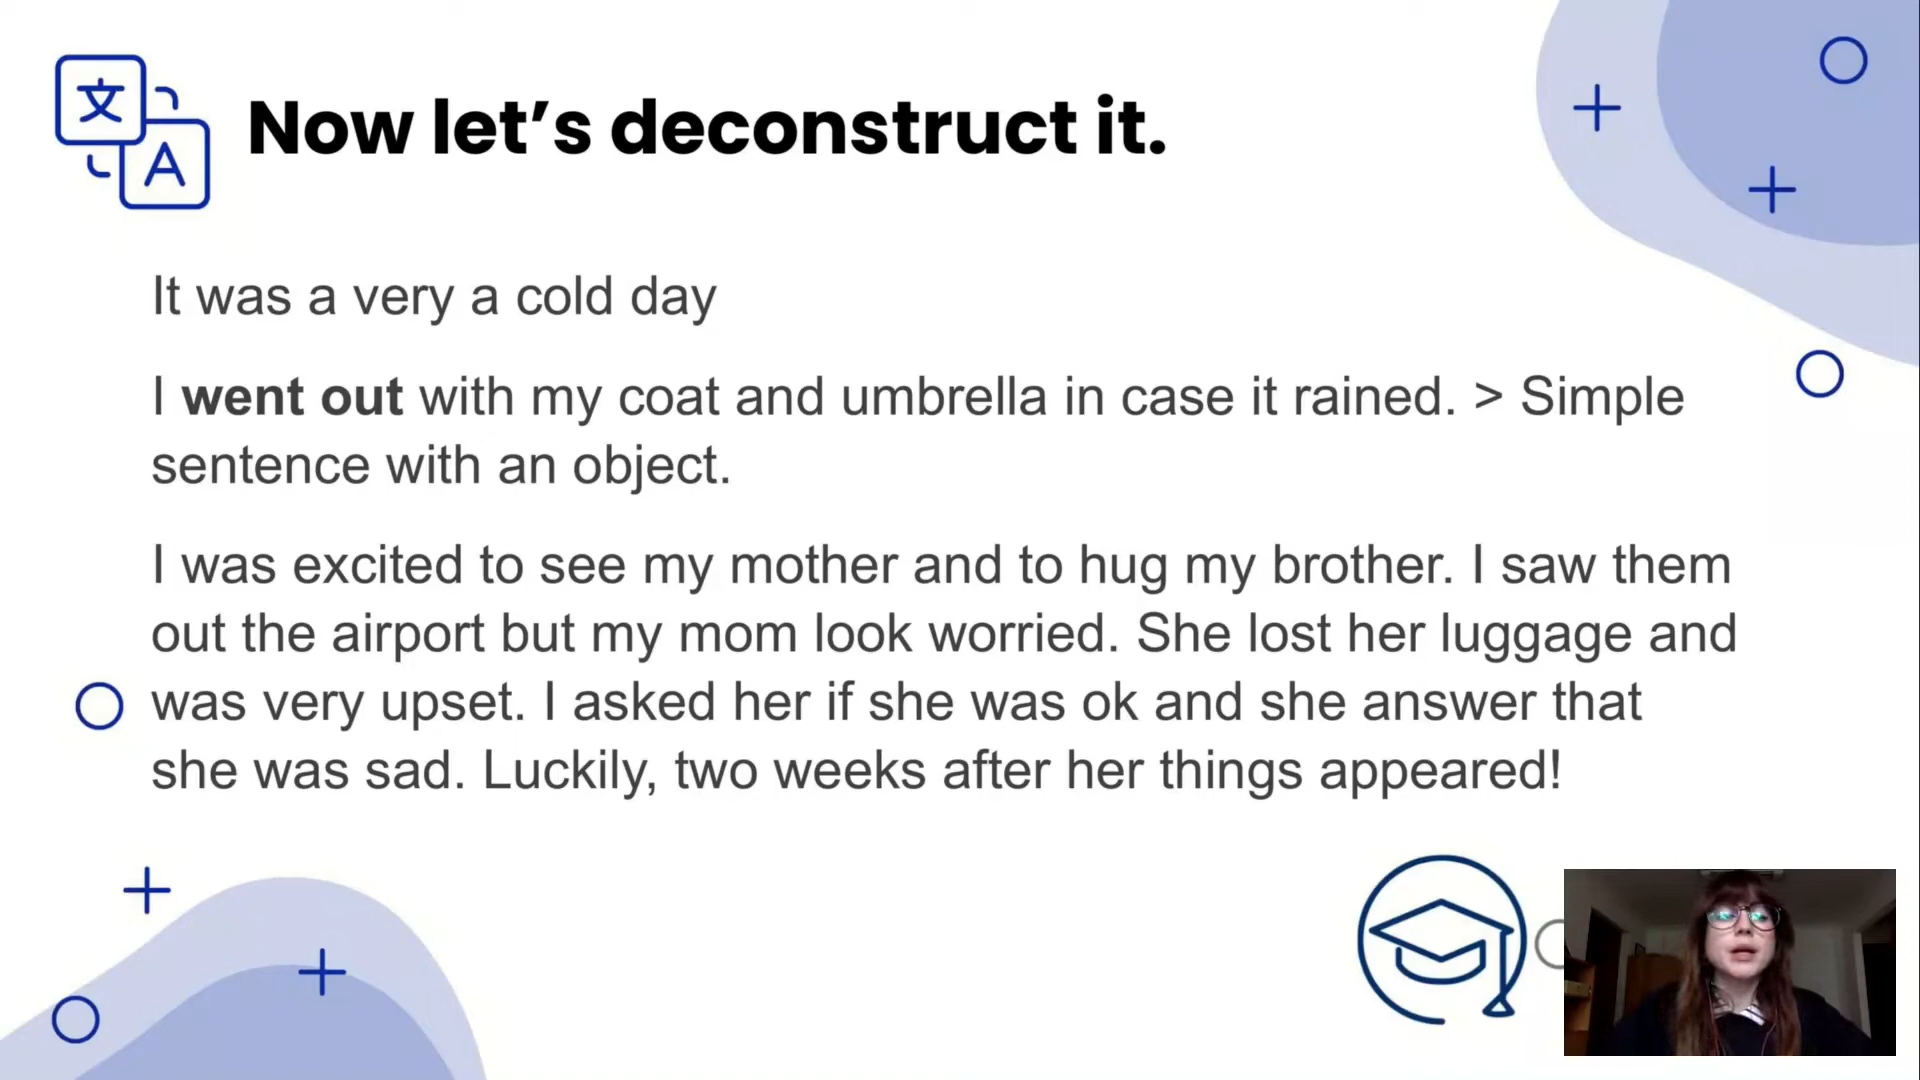 文
A
Now let’s deconstruct it.
It was a very a cold day
I went out with my coat and umbrella in case it rained. > Simple
sentence with an object.
I was excited to see my mother and to hug my brother. I saw them
out the airport but my mom look worried. She lost her luggage and
was very upset. I asked her if she was ok and she answer that
she was sad. Luckily, two weeks after her things appeared!